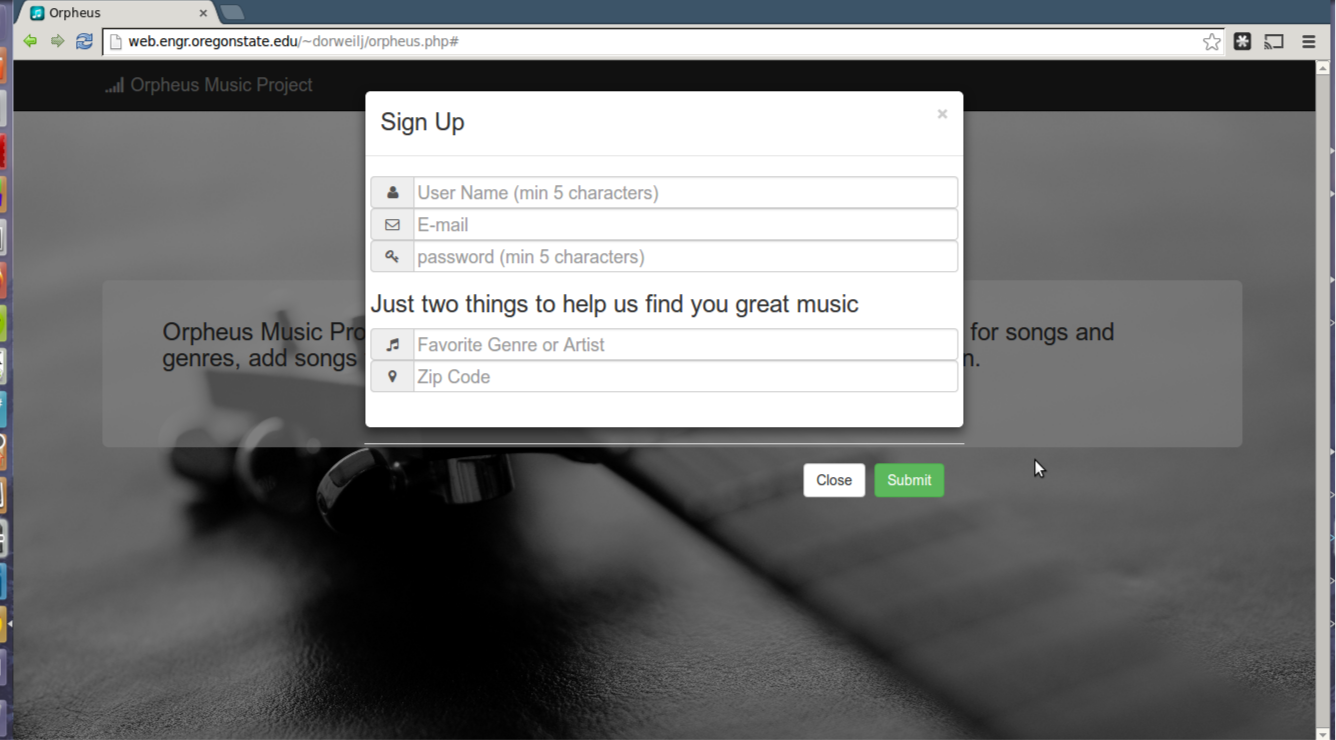 Orpheus
web.engr.oregonstate.edu/~dorweilj/orpheus.php#
Orpheus Music Project
Sign Up
User Name (min 5 characters)
E-mail
password (min 5 characters)
Just two things to help us find you great music
Favorite Genre or Artist
Zip Code
Orpheus Music Pro for songs and
genres, add songs n.
Close Submit